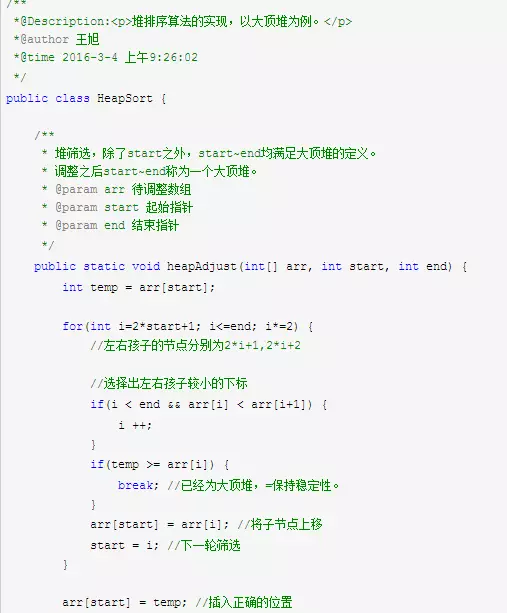 /**
*@Description:<p>堆排序算法的实现，以大顶堆为例。</p>
*@author 王旭
*@time 2016-3-4 上午9:26:02
*/
public class HeapSort {
/**
* 堆筛选，除了start之外，start~end均满足大顶堆的定义。
* 调整之后start~end称为一个大顶堆。
* @param arr 待调整数组
* @param start 起始指针
* @param end 结束指针
*/
public static void heapAdjust(int[] arr, int start, int end) {
int temp = arr[start];
for(int i=2*start+1; i<=end; i*=2) {
//左右孩子的节点分别为2*i+1,2*i+2
//选择出左右孩子较小的下标
if(i < end && arr[i] < arr[i+1]) {
i ++;
}
if(temp >= arr[i]) {
break; //已经为大顶堆，=保持稳定性。
}
arr[start] = arr[i]; //将子节点上移
start = i; //下一轮筛选
}
arr[start] = temp; //插入正确的位置